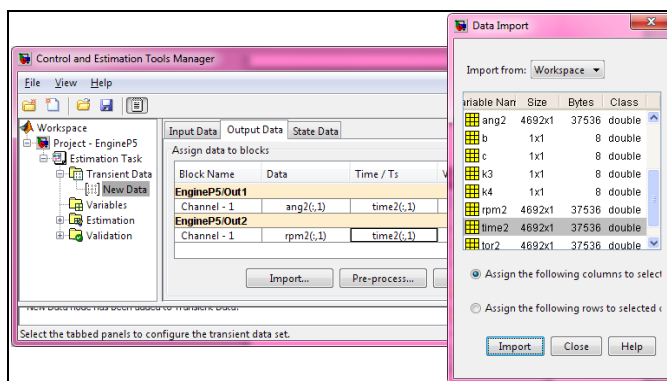 Control and Estimation Tools Manager
File View Help
Workspace
Project - EngineP5
Estimation Task
Transient Data
New Data
Variables
Estimation
Validation
Input Data Output Data State Data
Assign data to blocks
Block Name Data Time / Ts
EngineP5/Out1
Channel - 1 ang2(:,1) time2(:,1)
EngineP5/Out2
Channel - 1 rpm2(:,1) time2(:,1)
Import... Pre-process...
New Data node has been added to Transient Data.
Select the tabbed panels to configure the transient data set.
Data Import
Import from: Workspace
ariable Nan Size Bytes Class
ang2 4692x1 37536 double
b 1x1 8 double
c 1x1 8 double
k3 1x1 8 double
k4 1x1 8 double
rpm2 4692x1 37536 double
time2 4692x1 37536 double
tor2 4692x1 37536 double
Assign the following columns to select
Assign the following rows to selected
Import Close Help